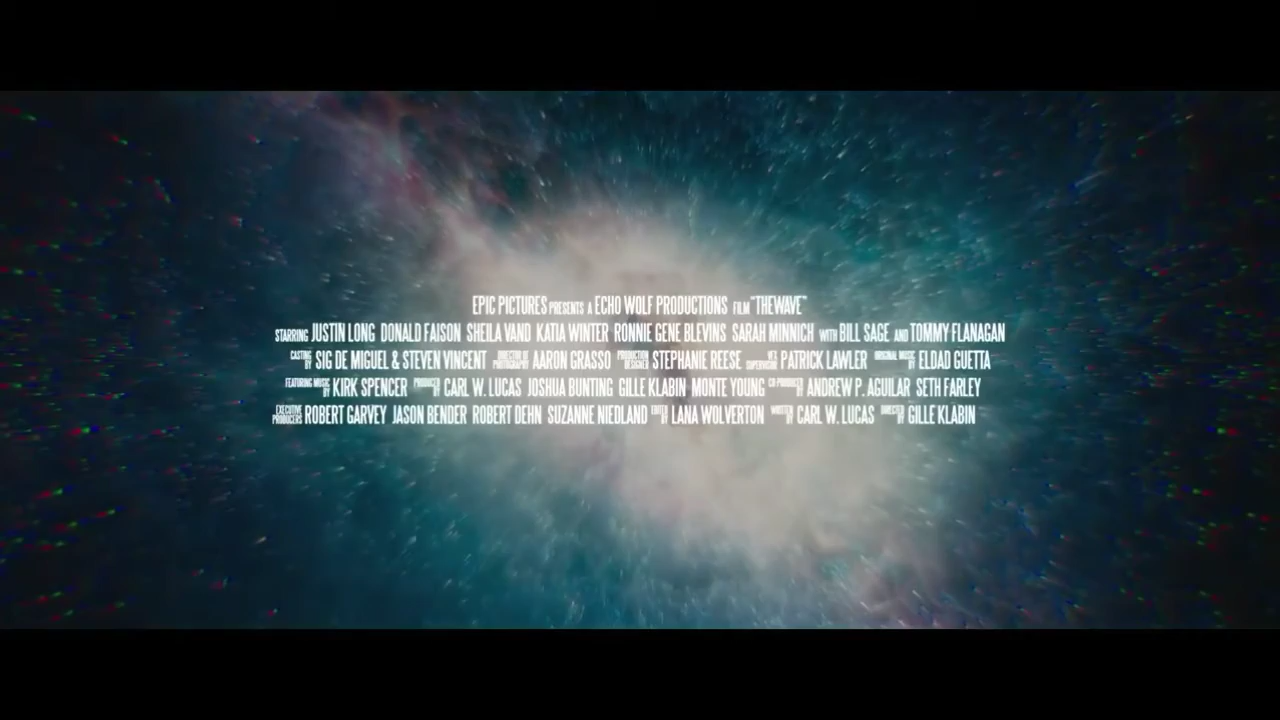 EPIC PICTURES PRESENTS A ECHO WOLF PRODUCTIONS FILM "THE WAVE"
STARRING JUSTIN LONG DONALD FAISON SHEILA VAND KATIA WINTER RONNIE GENE BLEVINS SARAH MINNICH WITH BILL SAGE AND TOMMY FLANAGAN
CASTING BY SIG DE MIGUEL & STEVEN VINCENT DIRECTOR OF PHOTOGRAPHY AARON GRASSO PRODUCTION DESIGNER STEPHANIE REESE VFX SUPERVISOR PATRICK LAWLER ORIGINAL MUSIC BY ELDAD GUETTA
FEATURING MUSIC BY KIRK SPENCER PRODUCED BY CARL W. LUCAS JOSHUA BUNTING GILLE KLABIN MONTE YOUNG CO-PRODUCED BY ANDREW P. AGUILAR SETH FARLEY
EXECUTIVE PRODUCERS ROBERT GARVEY JASON BENDER ROBERT DEHN SUZANNE NIEDLAND EDITED BY LANA WOLVERTON WRITTEN BY CARL W. LUCAS DIRECTED BY GILLE KLABIN